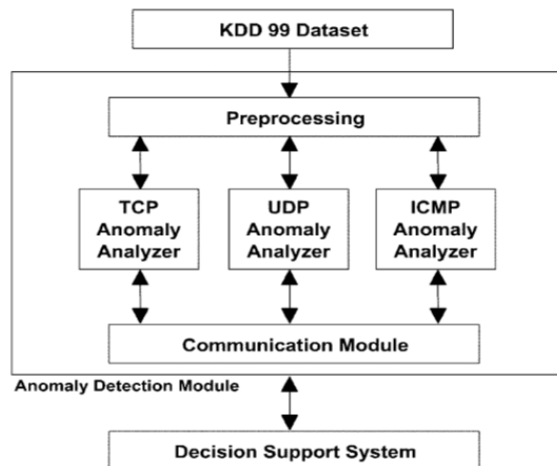 KDD 99 Dataset
Preprocessing
TCP
Anomaly
Analyzer
UDP
Anomaly
Analyzer
ICMP
Anomaly
Analyzer
Communication Module
Anomaly Detection Module
Decision Support System